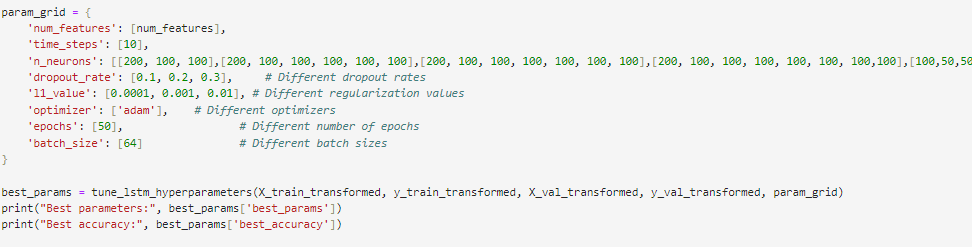 param_grid = {
    'num_features': [num_features],
    'time_steps': [10],
    'n_neurons': [[200, 100, 100],[200, 100, 100, 100, 100, 100],[200, 100, 100, 100, 100, 100, 100],[200, 100, 100, 100, 100, 100, 100,100],[100,50,50
    'dropout_rate': [0.1, 0.2, 0.3],     # Different dropout rates
    'l1_value': [0.0001, 0.001, 0.01], # Different regularization values
    'optimizer': ['adam'],    # Different optimizers
    'epochs': [50],                 # Different number of epochs
    'batch_size': [64]              # Different batch sizes
}
best_params = tune_lstm_hyperparameters(X_train_transformed, y_train_transformed, X_val_transformed, y_val_transformed, param_grid)
print("Best parameters:", best_params['best_params'])
print("Best accuracy:", best_params['best_accuracy'])